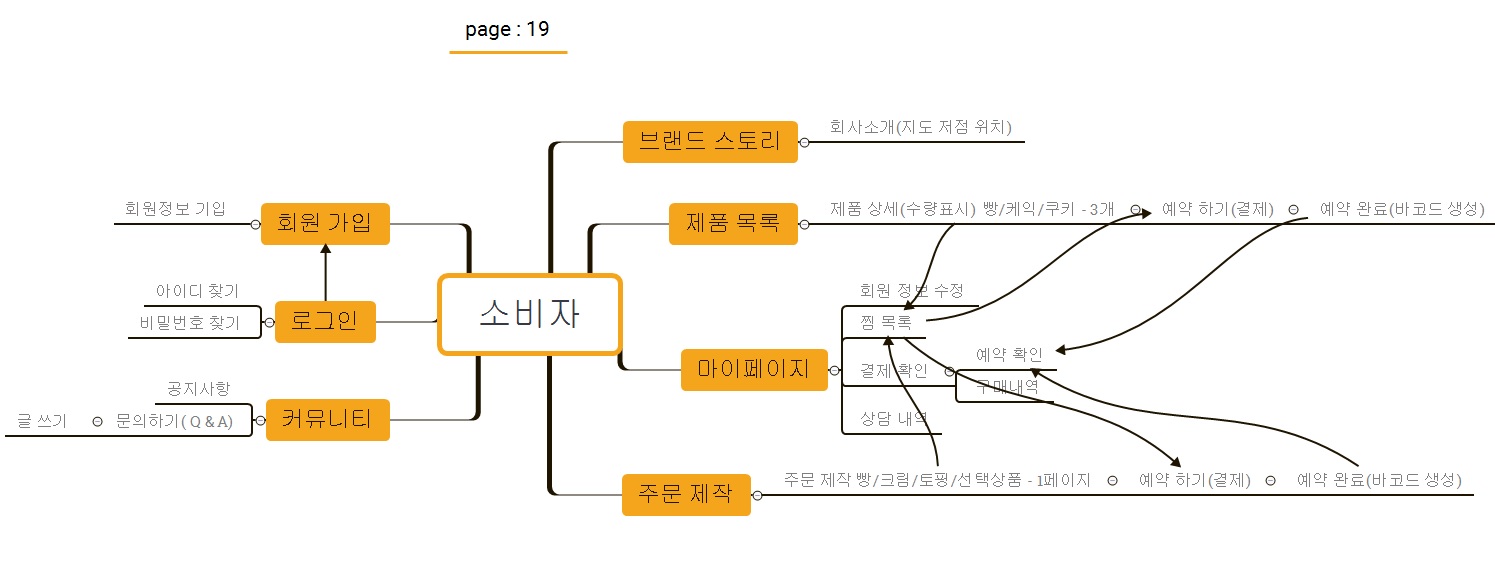 page : 19
브랜드 스토리
회사소개(지도 저점 위치)
제품 목록
제품 상세(수량표시) 빵/케익/쿠키 - 3개
예약 하기(결제)
예약 완료(바코드 생성)
회원 가입
회원정보 기입
로그인
아이디 찾기
비밀번호 찾기
소비자
마이페이지
회원 정보 수정
찜 목록
결제 확인
예약 확인
구매내역
상담 내역
커뮤니티
공지사항
문의하기( Q & A)
글 쓰기
주문 제작
주문 제작 빵/크림/토핑/선택상품 - 1페이지
예약 하기(결제)
예약 완료(바코드 생성)